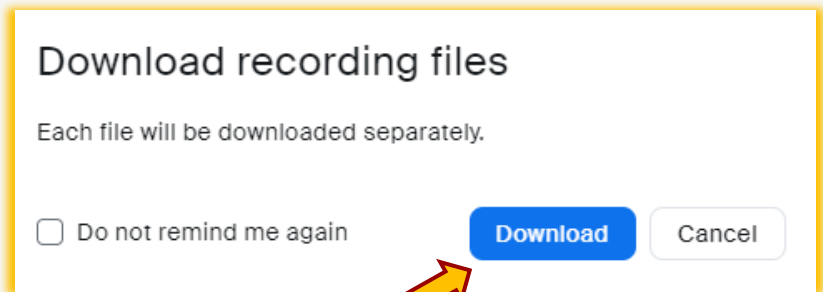 Download recording files
Each file will be downloaded separately.
Do not remind me again
Download
Cancel